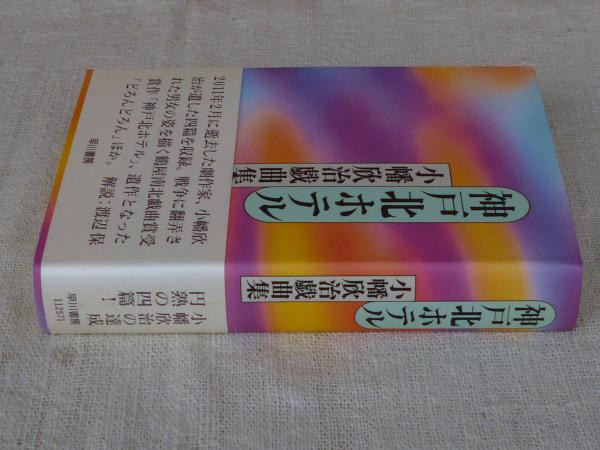 神戸北ホテル
小幡欣治戯曲集
2011年2月に逝去した劇作家、小幡欣
治が遺した四篇を収録。戦争に翻弄さ
れた男女の姿を描く鶴屋南北戯曲賞受
賞作「神戸北ホテル」、遺作となった
「どろんどろん」ほか。 解説:渡辺 保
早川書房
神戸北ホテル
小幡欣治戯曲集
小幡欣治の達成
円熟の四篇!
早川書房
112571